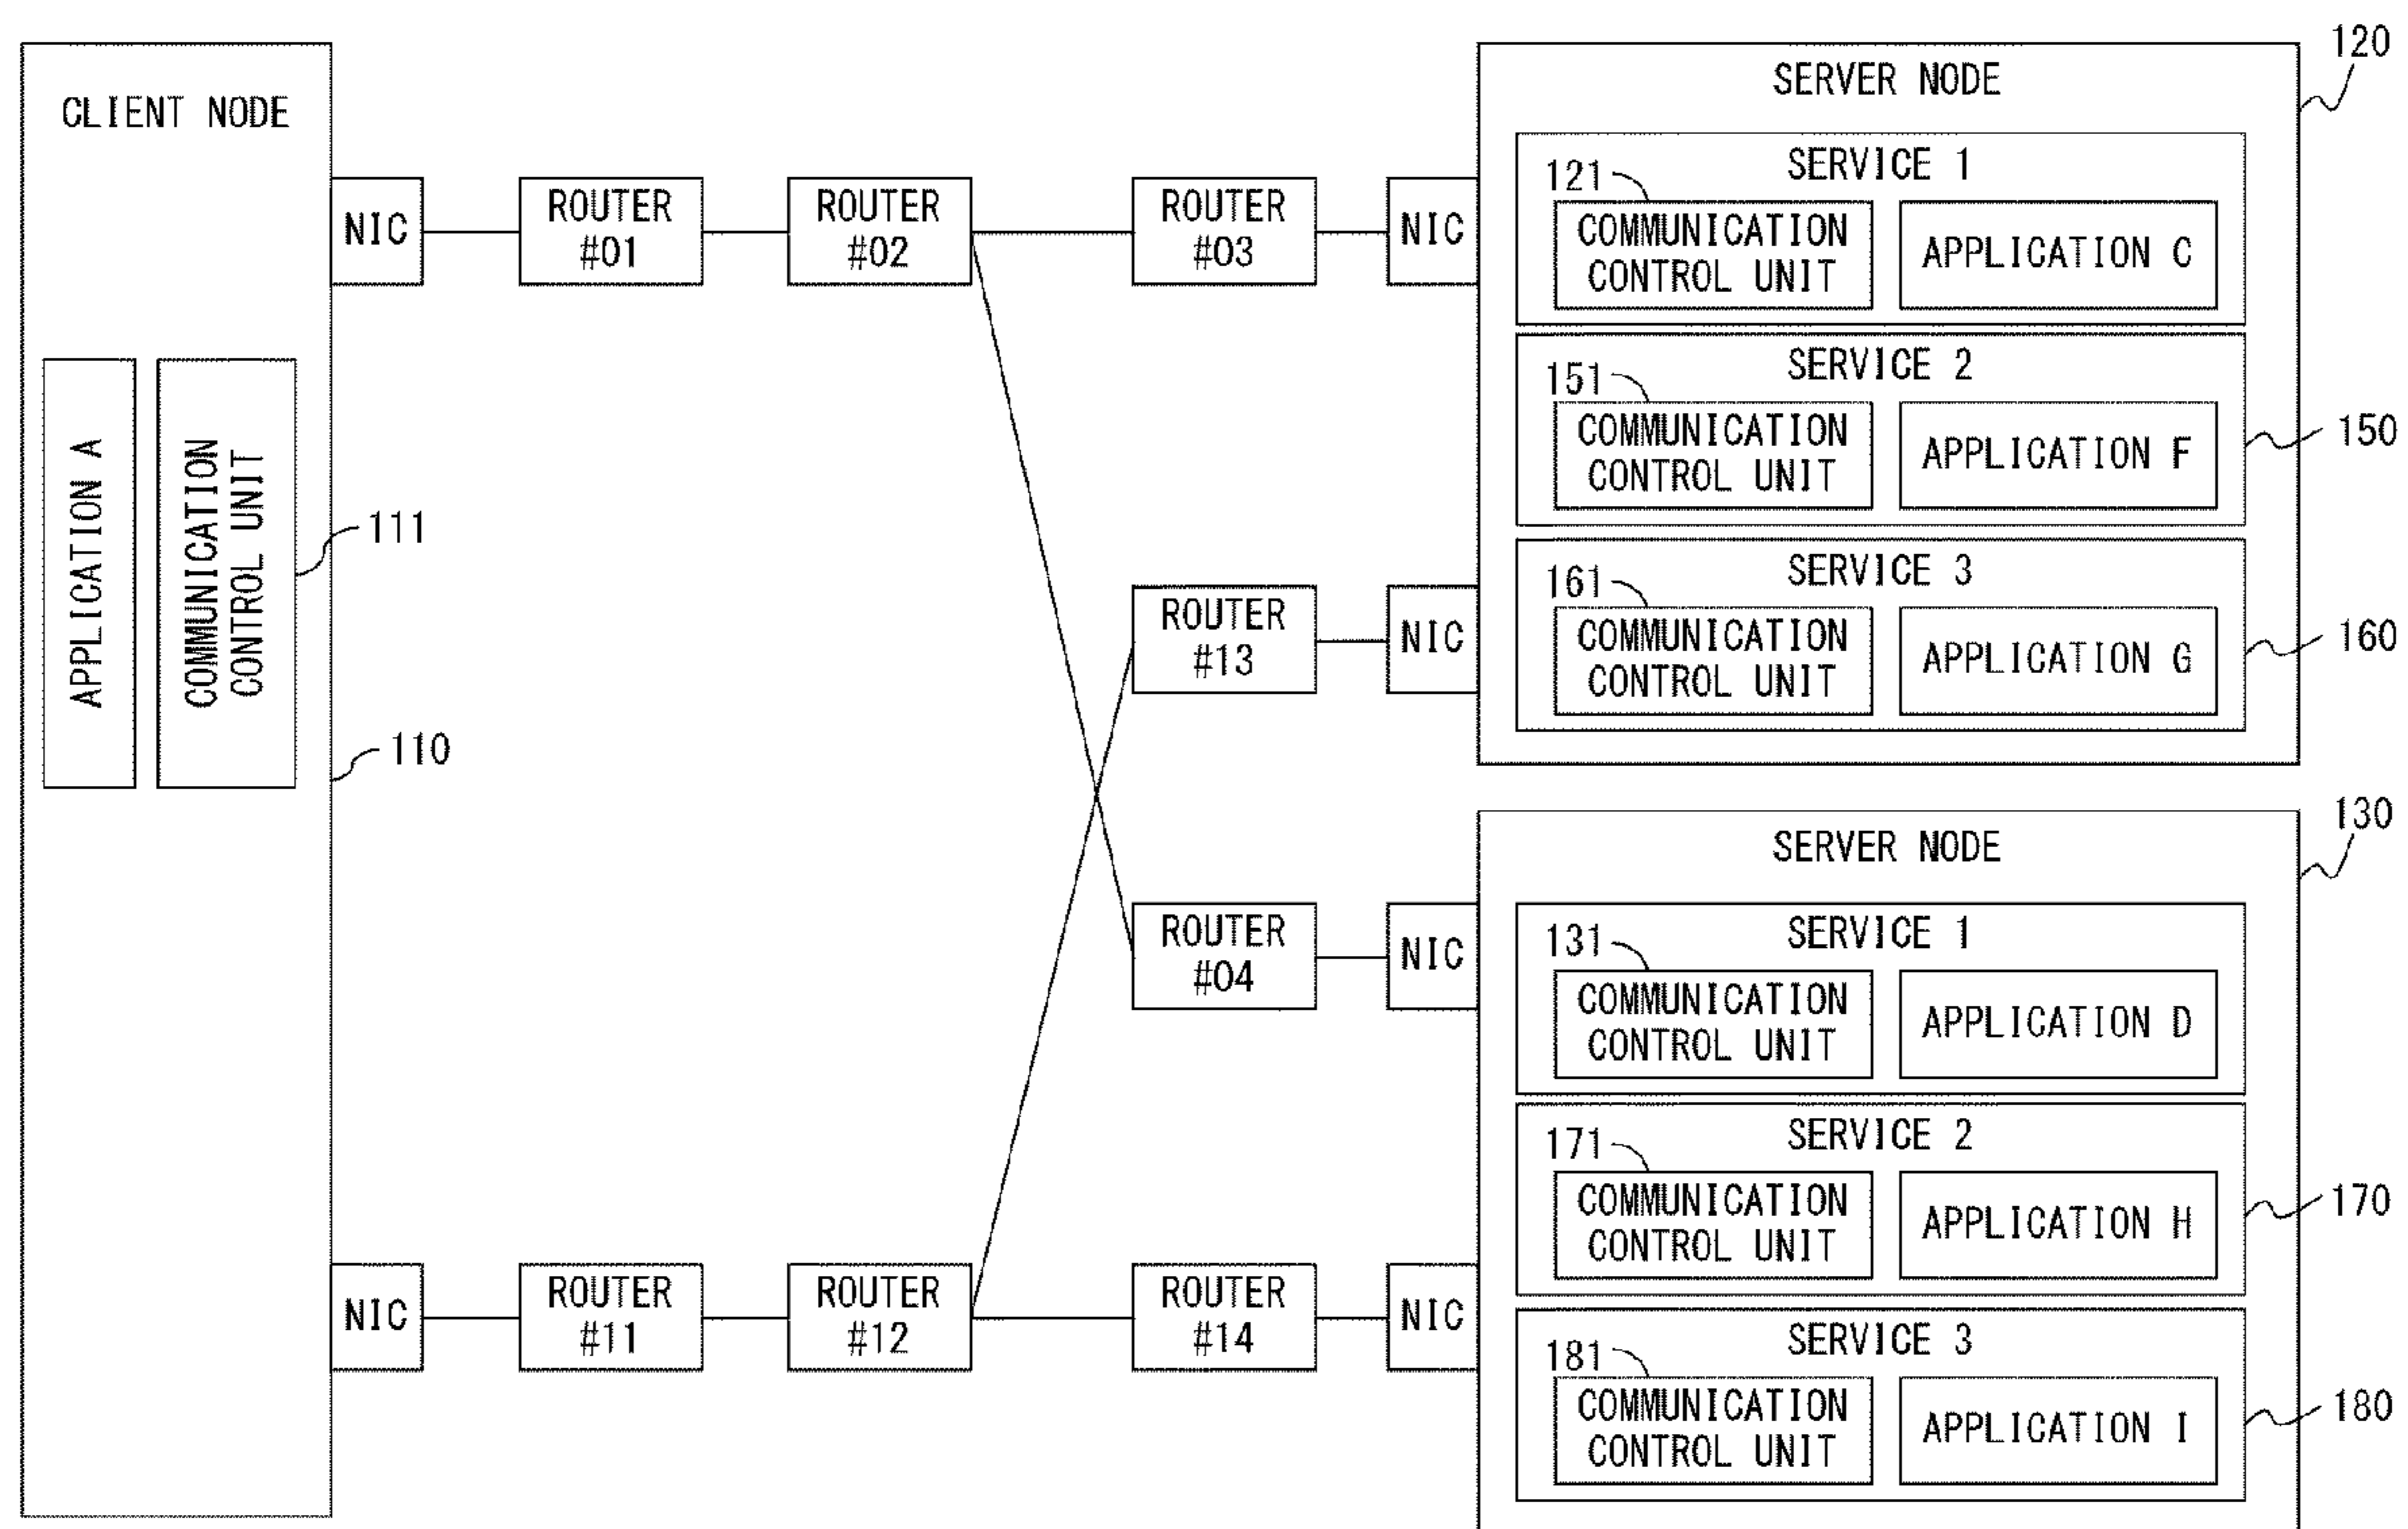 CLIENT NODE
APPLICATION A
COMMUNICATION
CONTROL UNIT
111
110
NIC
ROUTER
#01
ROUTER
#02
ROUTER
#03
NIC
ROUTER
#13
NIC
ROUTER
#04
NIC
NIC
ROUTER
#11
ROUTER
#12
ROUTER
#14
NIC
120
SERVER NODE
SERVICE 1
121
COMMUNICATION
CONTROL UNIT
APPLICATION C
SERVICE 2
151
COMMUNICATION
CONTROL UNIT
APPLICATION F
150
SERVICE 3
161
COMMUNICATION
CONTROL UNIT
APPLICATION G
160
130
SERVER NODE
SERVICE 1
131
COMMUNICATION
CONTROL UNIT
APPLICATION D
SERVICE 2
171
COMMUNICATION
CONTROL UNIT
APPLICATION H
170
SERVICE 3
181
COMMUNICATION
CONTROL UNIT
APPLICATION I
180